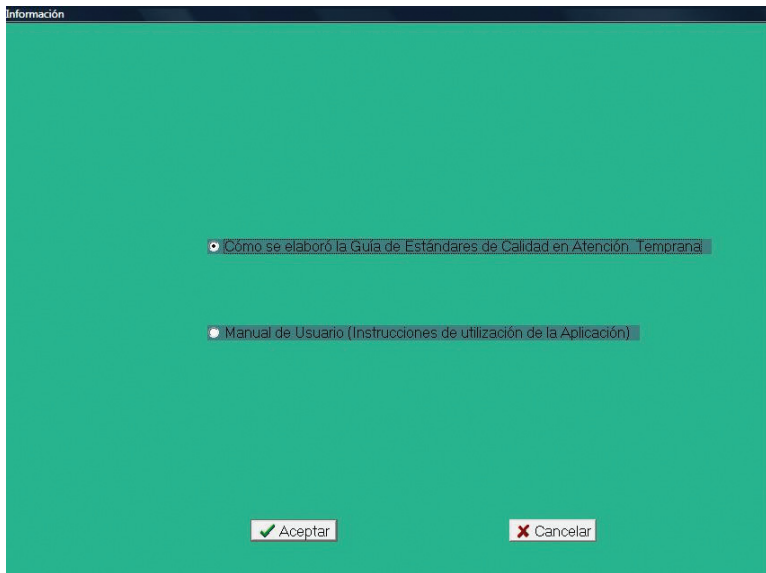 Información
Cómo se elaboró la Guía de Estándares de Calidad en Atención Temprana
Manual de Usuario (Instrucciones de utilización de la Aplicación)
Aceptar
Cancelar